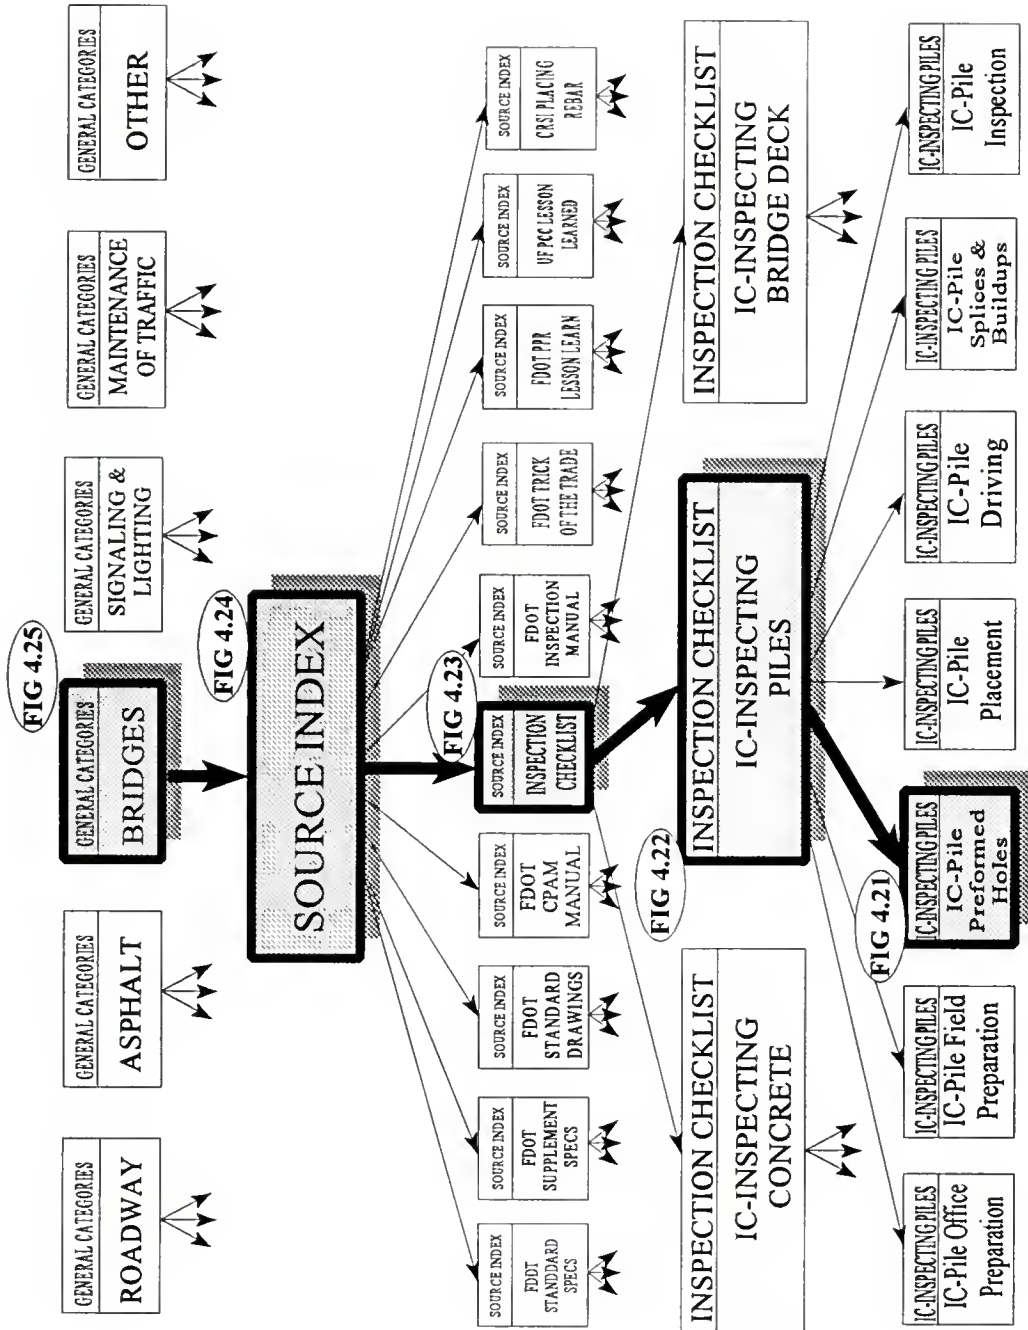 GENERAL CATEGORIES
ROADWAY
GENERAL CATEGORIES
ASPHALT
FIG 4.25
GENERAL CATEGORIES
BRIDGES
GENERAL CATEGORIES
SIGNALING &
LIGHTING
GENERAL CATEGORIES
MAINTENANCE
OF TRAFFIC
GENERAL CATEGORIES
OTHER
FIG 4.24
SOURCE INDEX
SOURCE INDEX
FDDT
STANDDARD
SPECS
SOURCE INDEX
FDOT
SUPPLEMENT
SPECS
SOURCE INDEX
FDOT
STANDARD
DRAWINGS
SOURCE INDEX
FDOT
CPAM
MANUAL
FIG 4.23
SOURCE INDEX
INSPECTION
CHECKLIST
SOURCE INDEX
FDOT
INSPECTION
MANUAL
SOURCE INDEX
FDOT TRICK
OF THE TRADE
SOURCE INDEX
FDOT PPR
LESSON LEARN
SOURCE INDEX
UF PCC LESSON
LEARNED
SOURCE INDEX
CRSI PLACING
REBAR
INSPECTION CHECKLIST
IC-INSPECTING
CONCRETE
FIG 4.22
INSPECTION CHECKLIST
IC-INSPECTING
PILES
INSPECTION CHECKLIST
IC-INSPECTING
BRIDGE DECK
IC-INSPECTING PILES
IC-Pile Office
Preparation
IC-INSPECTING PILES
IC-Pile Field
Preparation
FIG 4.21
IC-INSPECTING PILES
IC-Pile
Preformed
Holes
IC-INSPECTING PILES
IC-Pile
Placement
IC-INSPECTING PILES
IC-Pile
Driving
IC-INSPECTING PILES
IC-Pile
Splices &
Buildups
IC-INSPECTING PILES
IC-Pile
Inspection